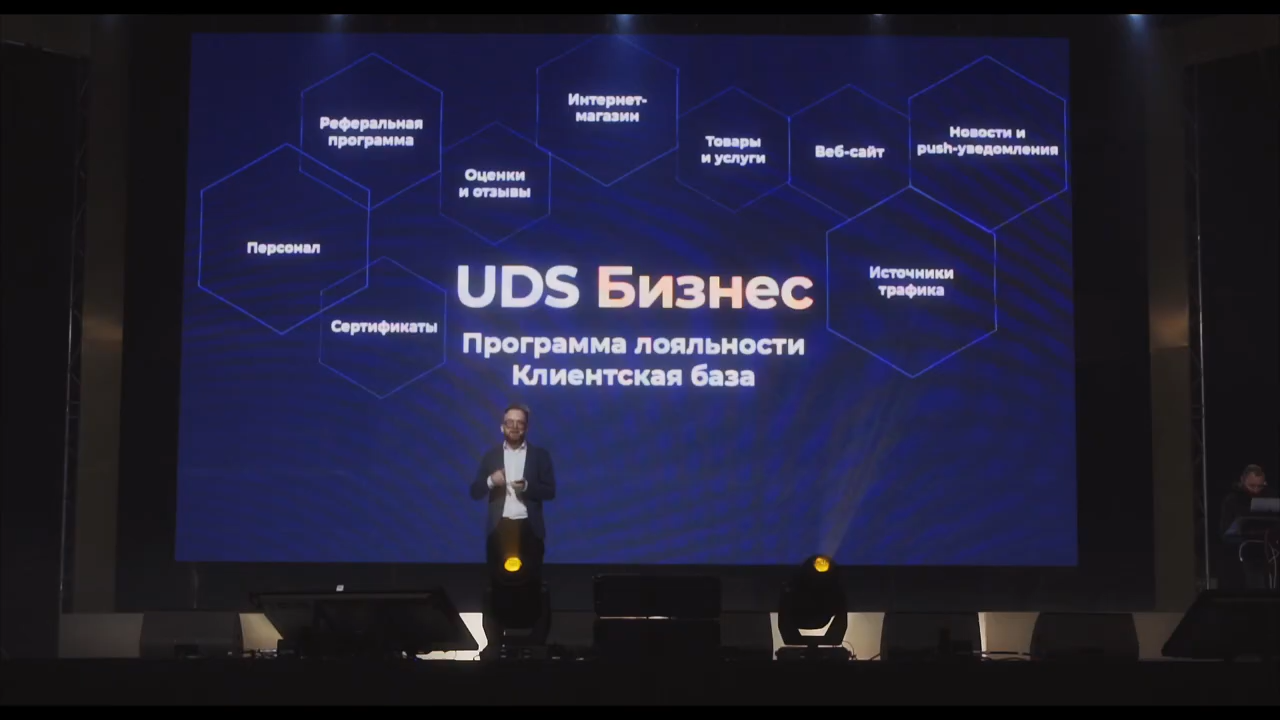 Реферальная
программа
Интернет-
магазин
Товары
и услуги
Веб-сайт
Новости и
push-уведомления
Оценки
и отзывы
Персонал
Источники
трафика
Сертификаты
UDS Бизнес
Программа лояльности
Клиентская база